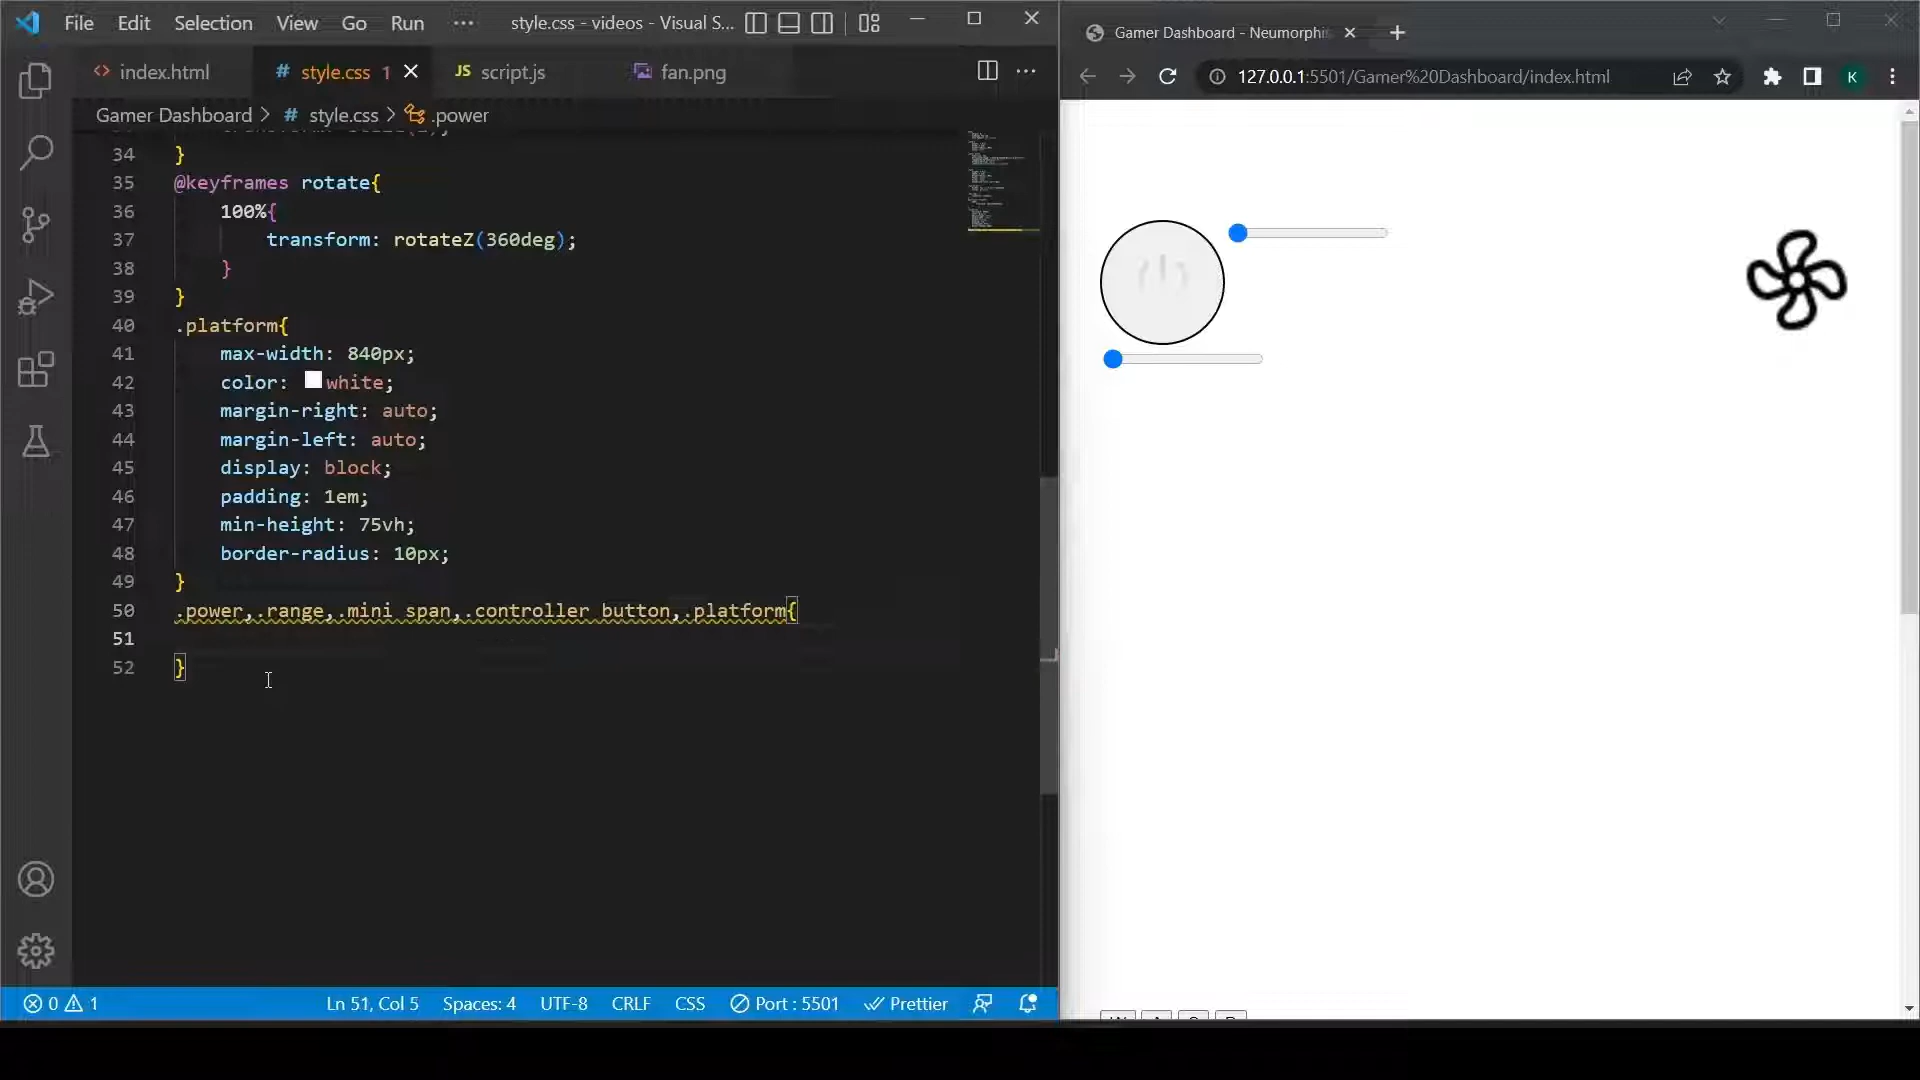 File Edit Selection View Go Run ··· style.css - videos - Visual S...
index.html # style.css 1 JS script.js fan.png
Gamer Dashboard > # style.css > .power
34 }
35 @keyframes rotate{
36 100%{
37 transform: rotateZ(360deg);
38 }
39 }
40 .platform{
41 max-width: 840px;
42 color: white;
43 margin-right: auto;
44 margin-left: auto;
45 display: block;
46 padding: 1em;
47 min-height: 75vh;
48 border-radius: 10px;
49 }
50 .power,.range,.mini span,.controller button,.platform{
51
52 }
0 1 Ln 51, Col 5 Spaces: 4 UTF-8 CRLF CSS Port : 5501 Prettier
Gamer Dashboard - Neumorphi
127.0.0.1:5501/Gamer%20Dashboard/index.html K